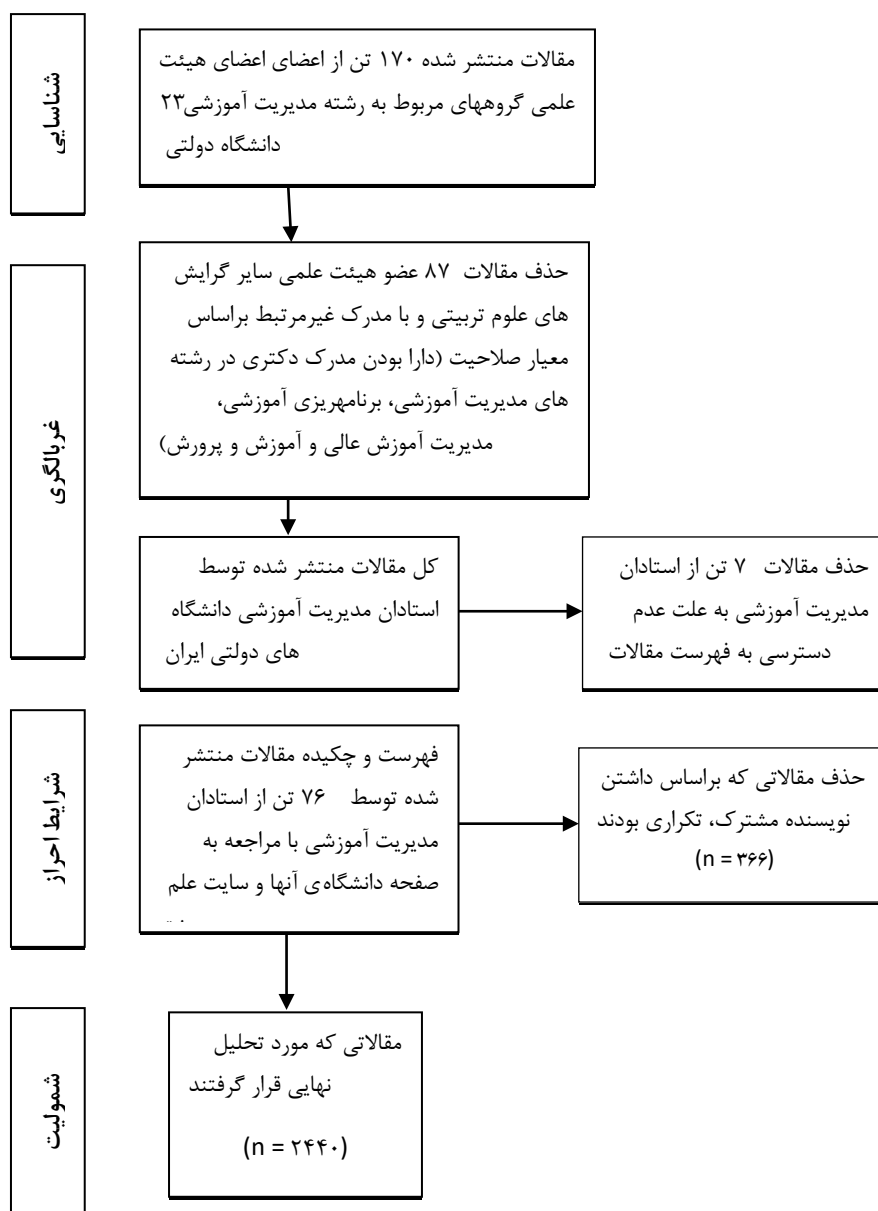 شناسایی
مقالات منتشر شده ۱۷۰ تن از اعضای اعضای هیئت
علمی گروههای مربوط به رشته مدیریت آموزشی۲۳
دانشگاه دولتی
غربالگری
حذف مقالات ۸۷ عضو هیئت علمی سایر گرایش
های علوم تربیتی و با مدرک غیرمرتبط براساس
معیار صلاحیت (دارا بودن مدرک دکتری در رشته
های مدیریت آموزشی، برنامهریزی آموزشی،
مدیریت آموزش عالی و آموزش و پرورش)
کل مقالات منتشر شده توسط
استادان مدیریت آموزشی دانشگاه
های دولتی ایران
حذف مقالات ۷ تن از استادان
مدیریت آموزشی به علت عدم
دسترسی به فهرست مقالات
شرایط احراز
فهرست و چکیده مقالات منتشر
شده توسط ۷۶ تن از استادان
مدیریت آموزشی با مراجعه به
صفحه دانشگاه‌ی آنها و سایت علم
حذف مقالاتی که براساس داشتن
نویسنده مشترک، تکراری بودند
(n = ۳۶۶)
شمولیت
مقالاتی که مورد تحلیل
نهایی قرار گرفتند
(n = ۲۴۴۰)